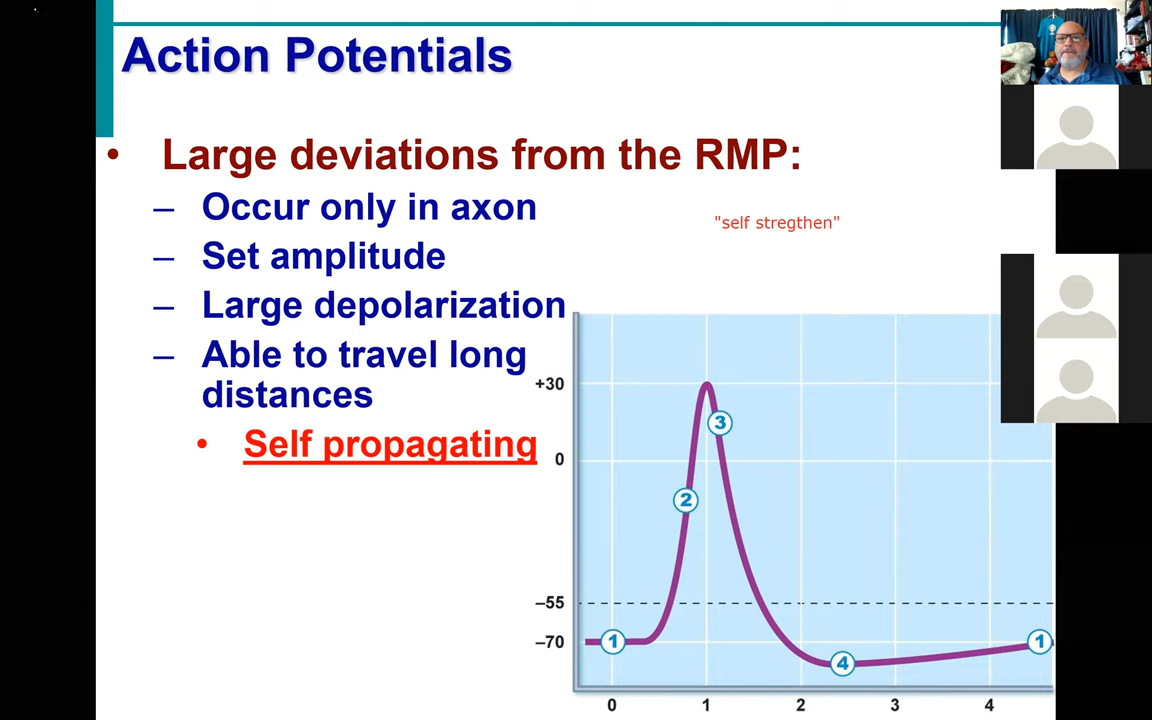 Action Potentials
• Large deviations from the RMP:
– Occur only in axon
"self stregthen"
– Set amplitude
– Large depolarization
– Able to travel long
distances
• Self propagating
+30
3
0
2
–55
–70
1
1
4
0 1 2 3 4